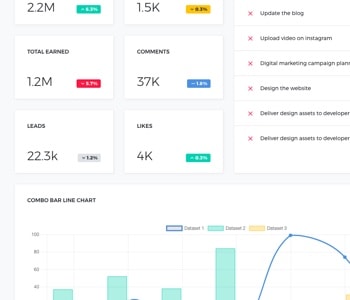 2.2M
6.3%
1.5K
6.3%
TOTAL EARNED
1.2M
5.7%
COMMENTS
37K
1.6%
LEADS
22.3k
1.2%
LIKES
4K
6.3%
Update the blog
Upload video on instagram
Digital marketing campaign plann
Design the website
Deliver design assets to developer
Deliver design assets to developer
COMBO BAR LINE CHART
Dataset 1
Dataset 2
Dataset 3
100
80
60
40